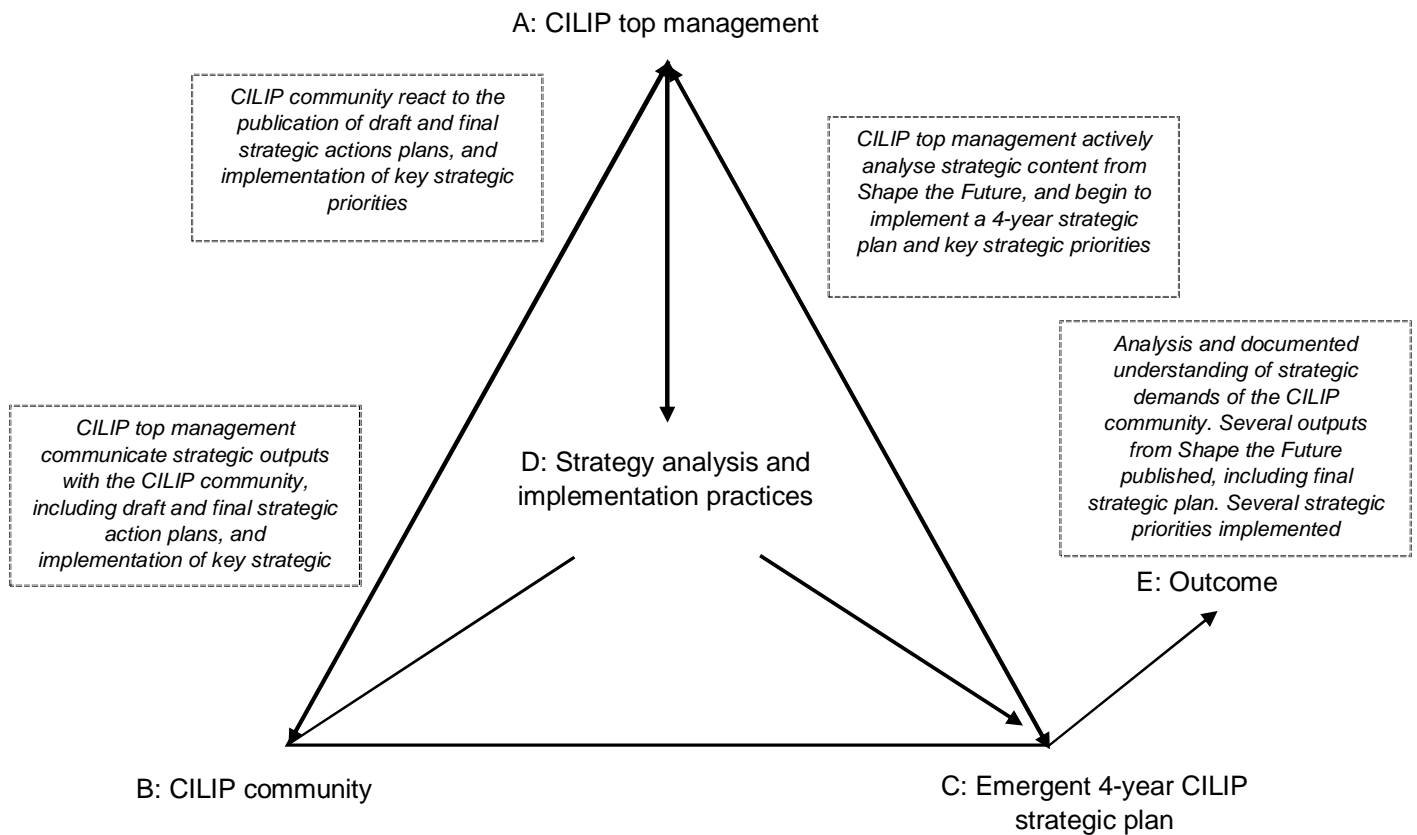 A: CILIP top management
CILIP community react to the
publication of draft and final
strategic actions plans, and
implementation of key strategic
priorities
CILIP top management actively
analyse strategic content from
Shape the Future, and begin to
implement a 4-year strategic
plan and key strategic priorities
Analysis and documented
understanding of strategic
demands of the CILIP
community. Several outputs
from Shape the Future
published, including final
strategic plan. Several strategic
priorities implemented
CILIP top management
communicate strategic outputs
with the CILIP community,
including draft and final strategic
action plans, and
implementation of key strategic
D: Strategy analysis and
implementation practices
E: Outcome
B: CILIP community
C: Emergent 4-year CILIP
strategic plan